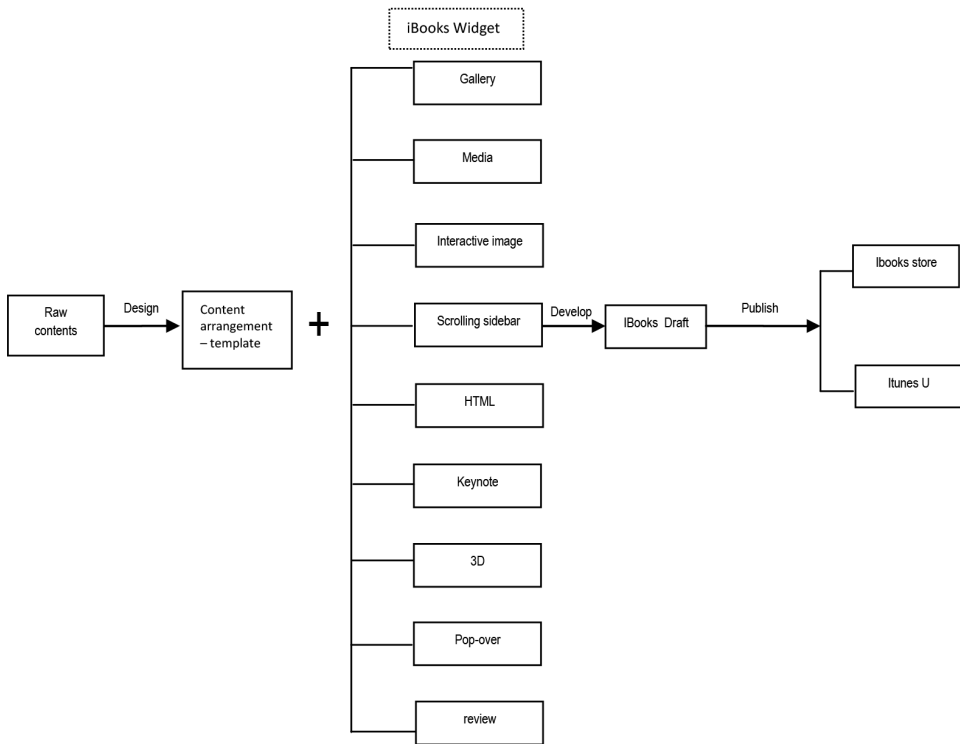 iBooks Widget
Gallery
Media
Interactive image
Ibooks store
Raw
contents
Design
Content
arrangement
– template
+
Scrolling sidebar
Develop
IBooks Draft
Publish
Itunes U
HTML
Keynote
3D
Pop-over
review